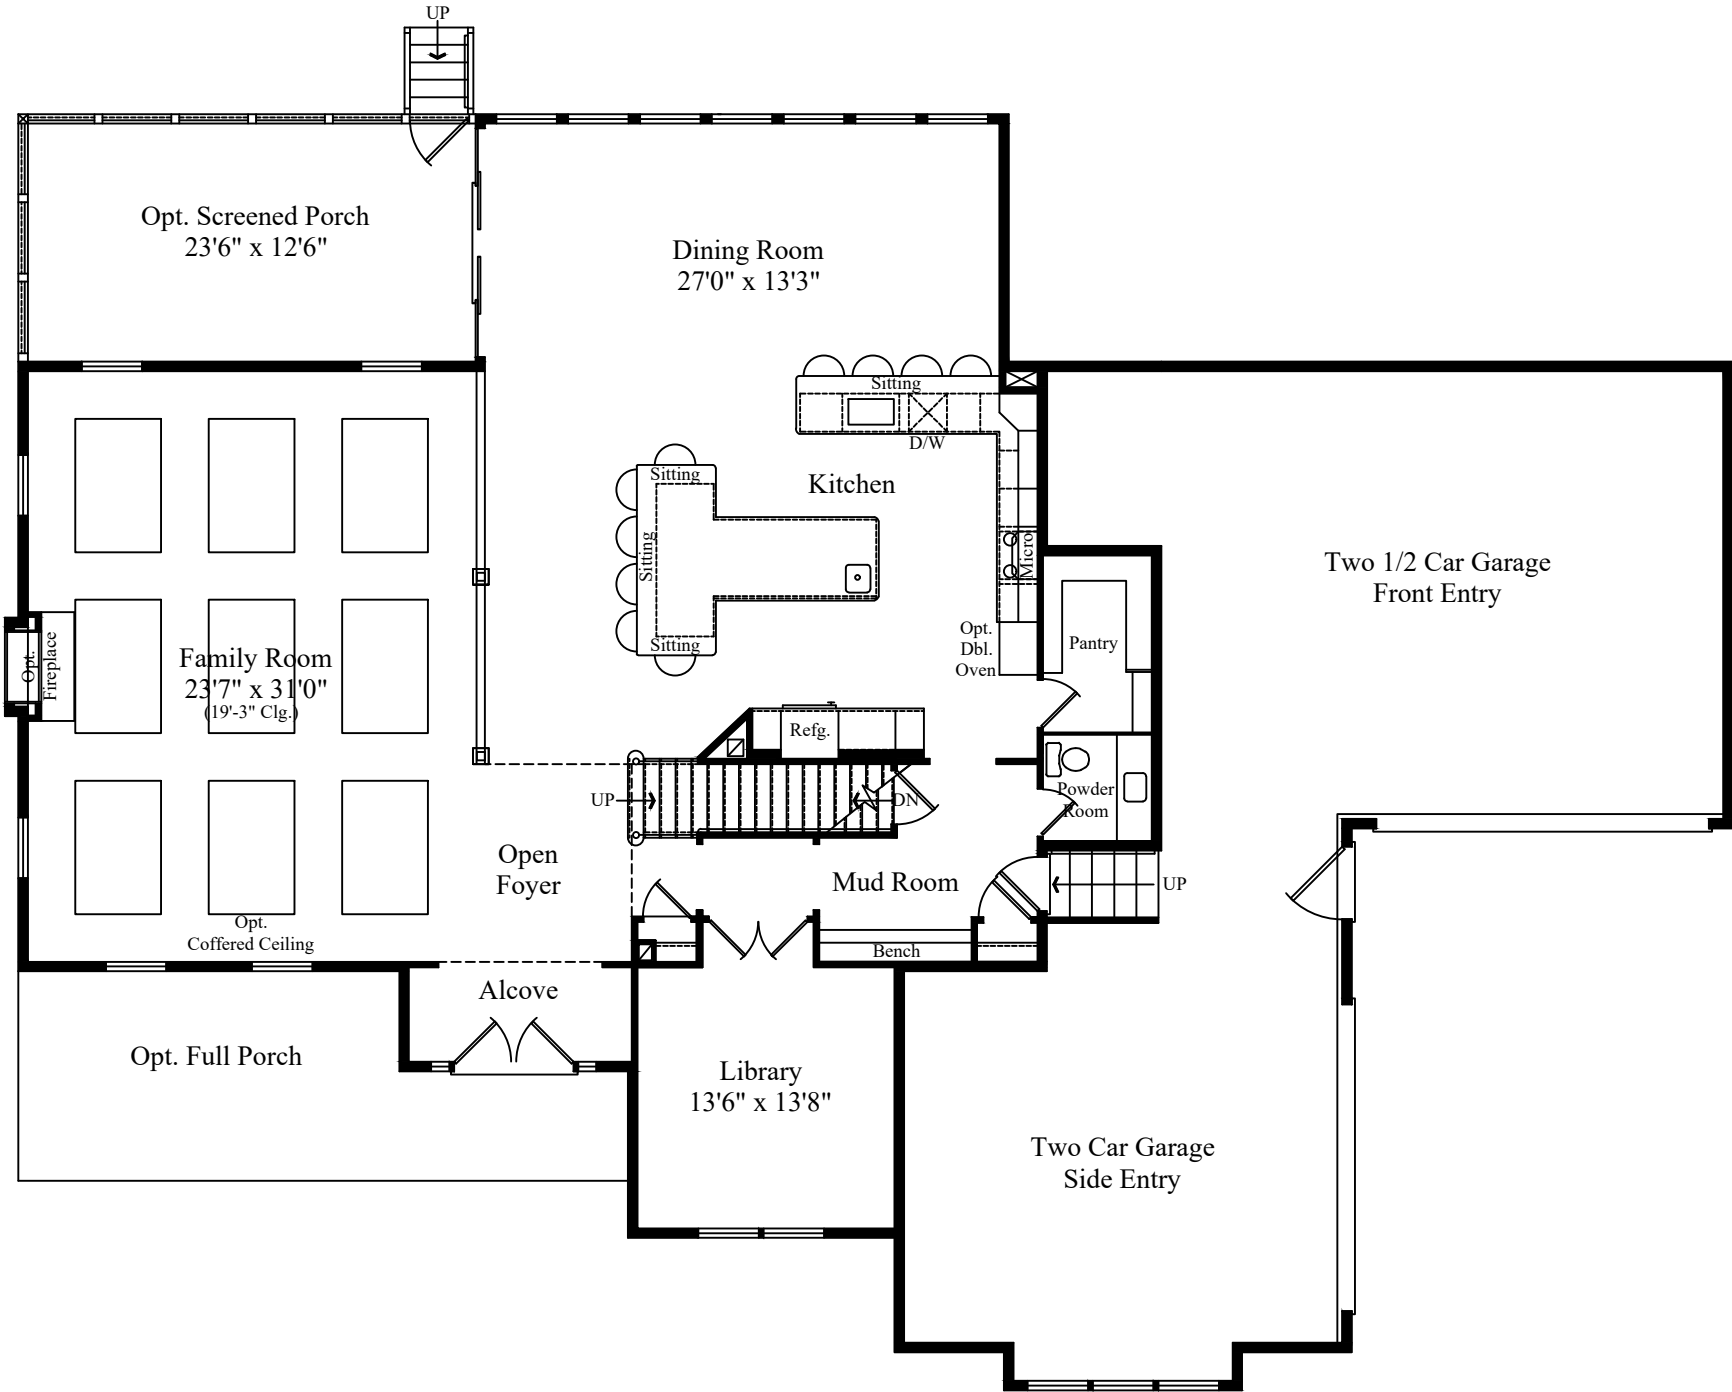 UP
Opt. Screened Porch
23'6" x 12'6"
Dining Room
27'0" x 13'3"
Sitting
D/W
Kitchen
Sitting
Sitting
Sitting
Micro
Two 1/2 Car Garage
Front Entry
Opt.
Dbl.
Oven
Pantry
Opt.
Fireplace
Family Room
23'7" x 31'0"
(19'-3" Clg.)
Refg.
UP
DN
Powder
Room
Open
Foyer
Mud Room
UP
Opt.
Coffered Ceiling
Bench
Alcove
Opt. Full Porch
Library
13'6" x 13'8"
Two Car Garage
Side Entry